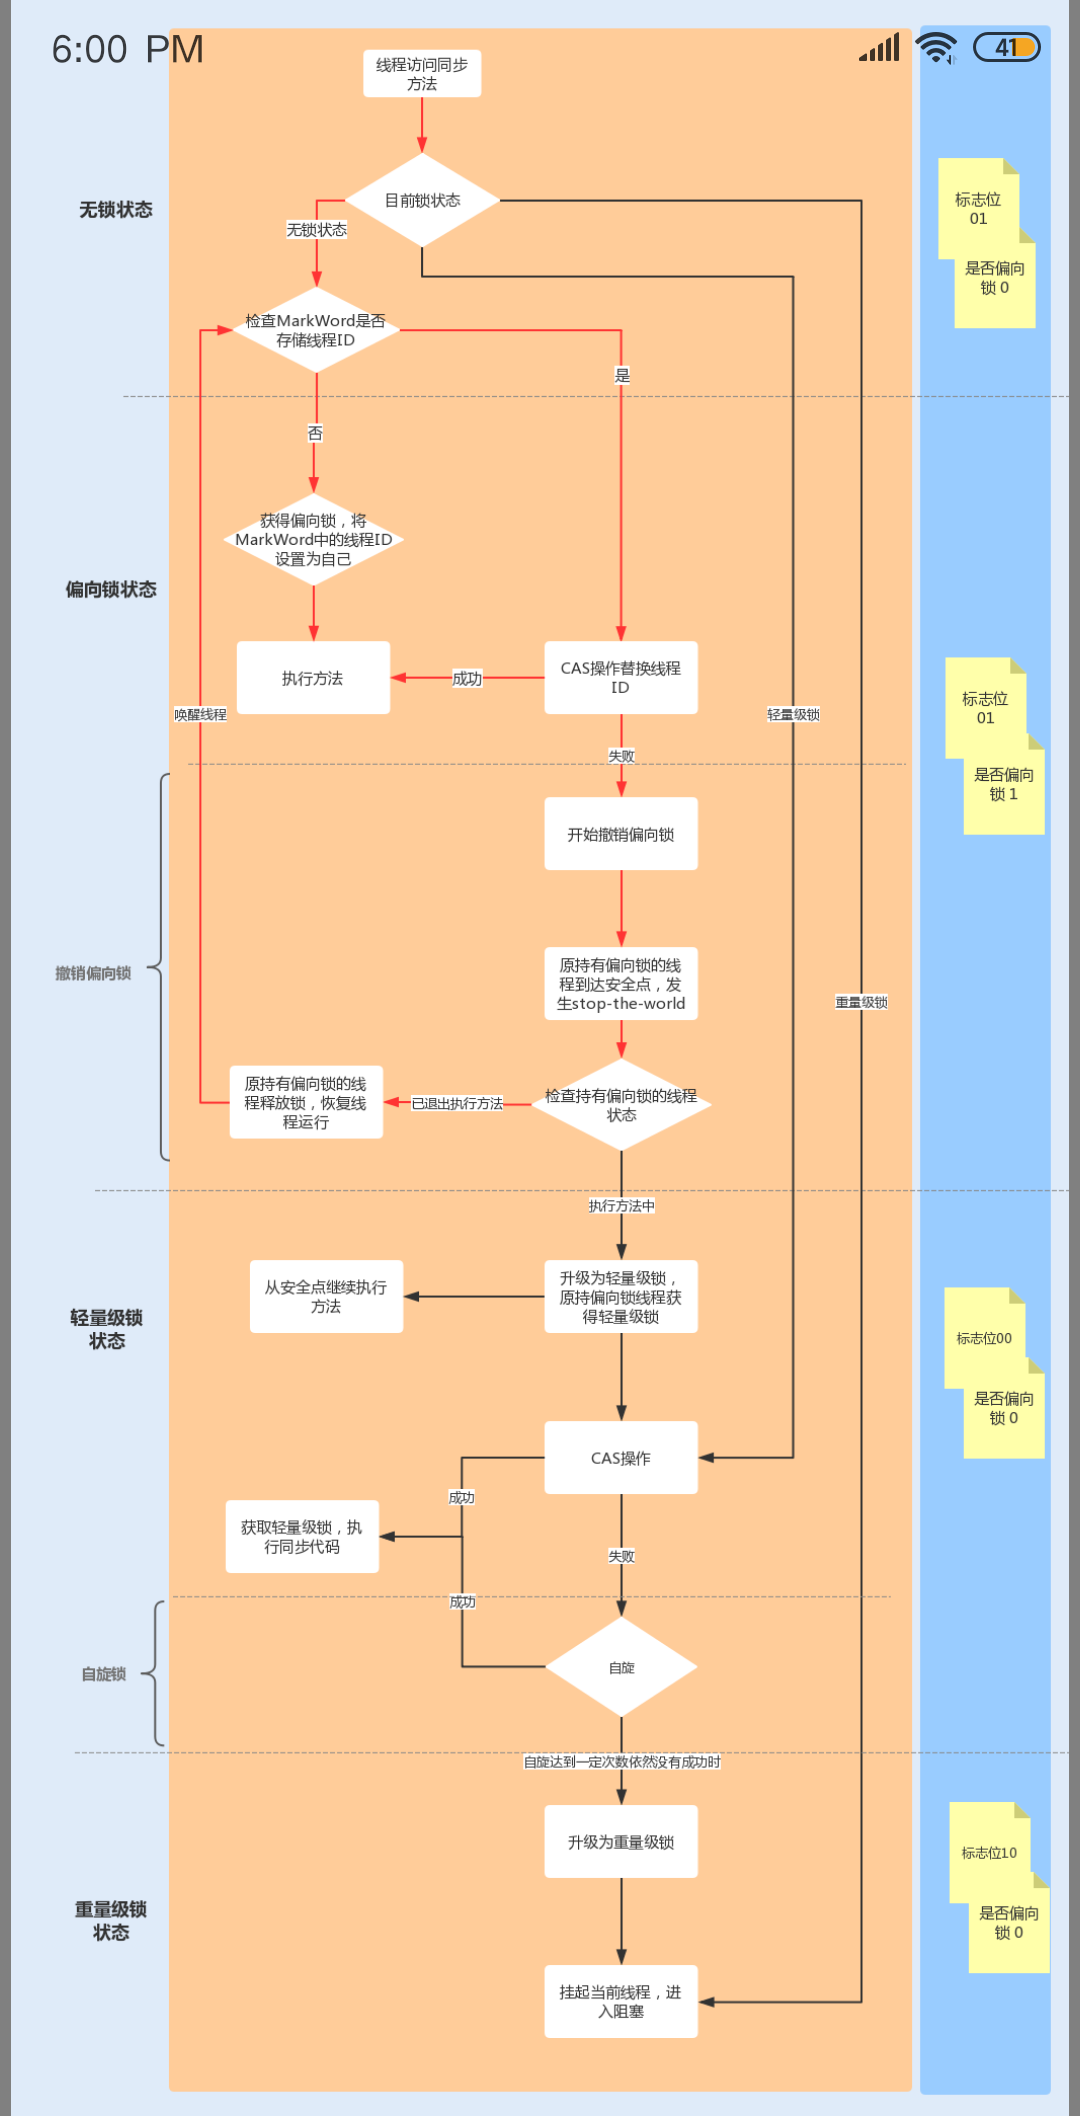 6:00 PM
41
线程访问同步
方法
目前锁状态
无锁状态
无锁状态
标志位
01
是否偏向
锁 0
检查MarkWord是否
存储线程ID
是
否
获得偏向锁，将
MarkWord中的线程ID
设置为自己
偏向锁状态
执行方法
成功
CAS操作替换线程
ID
标志位
01
是否偏向
锁 1
唤醒线程
轻量级锁
失败
开始撤销偏向锁
撤销偏向锁
原持有偏向锁的线
程到达安全点，发
生stop-the-world
重量级锁
原持有偏向锁的线
程释放锁，恢复线
程运行
已退出执行方法
检查持有偏向锁的线程
状态
执行方法中
从安全点继续执行
方法
升级为轻量级锁，
原持偏向锁线程获
得轻量级锁
轻量级锁
状态
标志位00
是否偏向
锁 0
CAS操作
成功
获取轻量级锁，执
行同步代码
失败
成功
自旋锁
自旋
自旋达到一定次数依然没有成功时
升级为重量级锁
标志位10
是否偏向
锁 0
重量级锁
状态
挂起当前线程，进
入阻塞